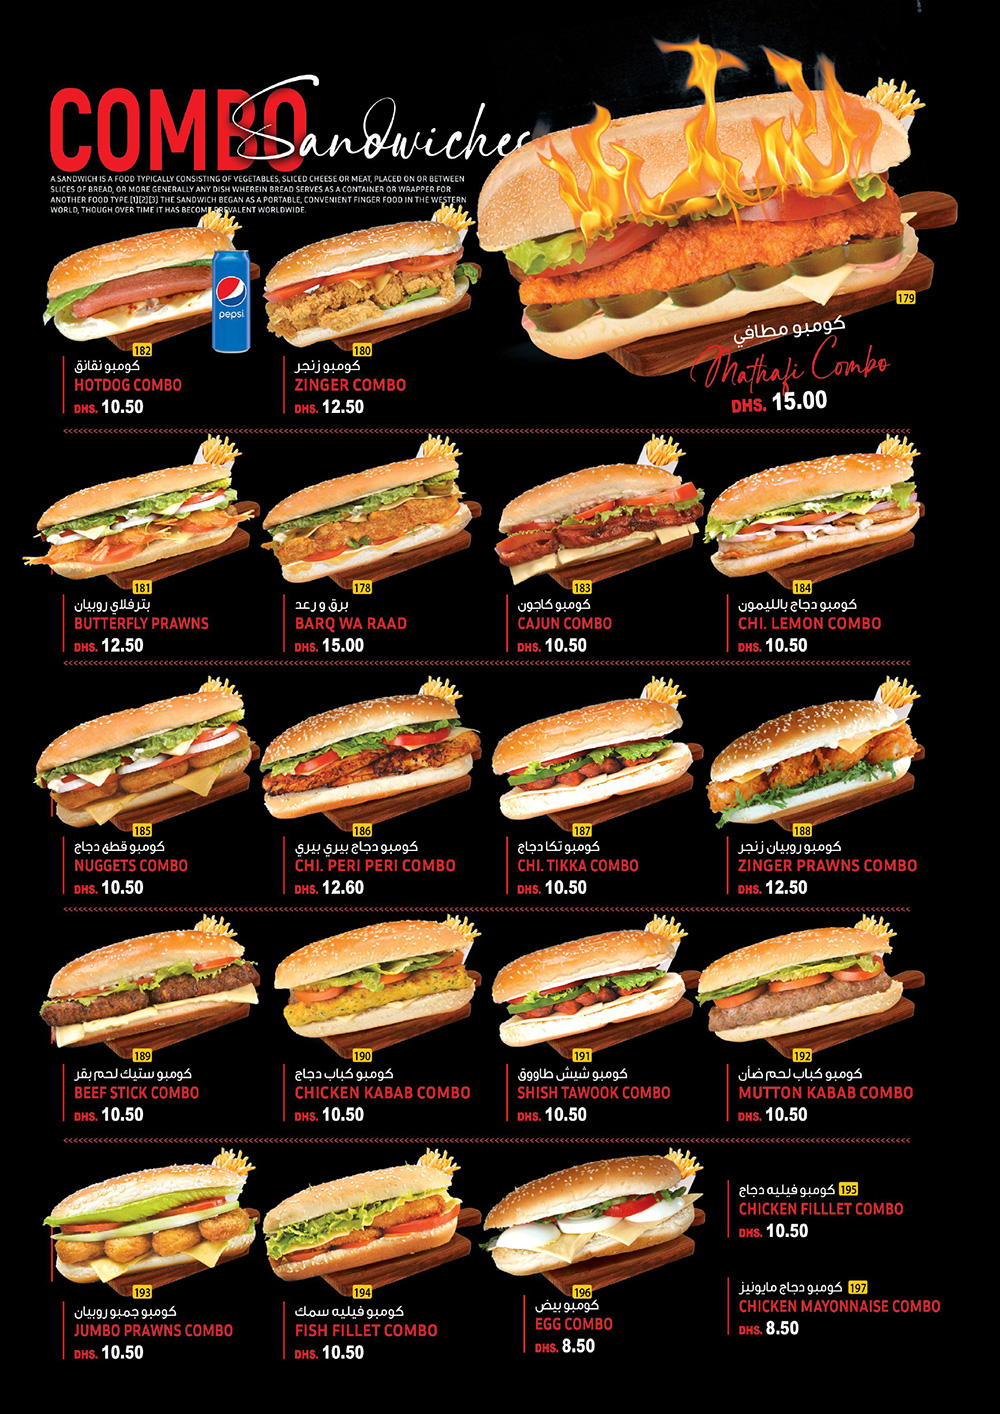 COMBO Sandwiches
A SANDWICH IS A FOOD TYPICALLY CONSISTING OF VEGETABLES, SLICED CHEESE OR MEAT, PLACED ON OR BETWEEN
SLICES OF BREAD, OR MORE GENERALLY ANY DISH WHEREIN BREAD SERVES AS A CONTAINER OR WRAPPER FOR
ANOTHER FOOD TYPE.[1][2][3] THE SANDWICH BEGAN AS A PORTABLE, CONVENIENT FINGER FOOD IN THE WESTERN
WORLD, THOUGH OVER TIME IT HAS BECOME PREVALENT WORLDWIDE.
179
كومبو مطافي
Mathafi Combo
DHS. 15.00
pepsi
182
كومبو نقانق
HOTDOG COMBO
DHS. 10.50
180
كومبو زنجر
ZINGER COMBO
DHS. 12.50
181
بترفلاي روبيان
BUTTERFLY PRAWNS
DHS. 12.50
178
برق و رعد
BARQ WA RAAD
DHS. 15.00
183
كومبو كاجون
CAJUN COMBO
DHS. 10.50
184
كومبو دجاج بالليمون
CHI. LEMON COMBO
DHS. 10.50
185
كومبو قطع دجاج
NUGGETS COMBO
DHS. 10.50
186
كومبو دجاج بيري بيري
CHI. PERI PERI COMBO
DHS. 12.60
187
كومبو تكا دجاج
CHI. TIKKA COMBO
DHS. 10.50
188
كومبو روبيان زنجر
ZINGER PRAWNS COMBO
DHS. 12.50
189
كومبو ستيك لحم بقر
BEEF STICK COMBO
DHS. 10.50
190
كومبو كباب دجاج
CHICKEN KABAB COMBO
DHS. 10.50
191
كومبو شيش طاووق
SHISH TAWOOK COMBO
DHS. 10.50
192
كومبو كباب لحم ضأن
MUTTON KABAB COMBO
DHS. 10.50
193
كومبو جمبو روبيان
JUMBO PRAWNS COMBO
DHS. 10.50
194
كومبو فيليه سمك
FISH FILLET COMBO
DHS. 10.50
196
كومبو بيض
EGG COMBO
DHS. 8.50
كومبو فيليه دجاج 195
CHICKEN FILLLET COMBO
DHS. 10.50
كومبو دجاج مايونيز 197
CHICKEN MAYONNAISE COMBO
DHS. 8.50